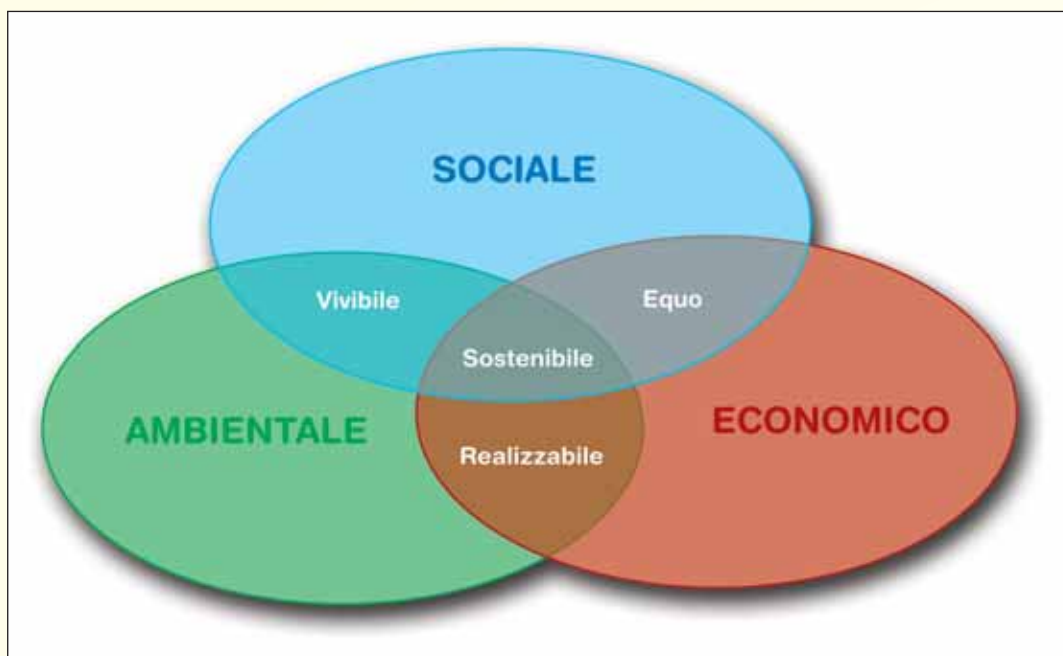 SOCIALE
Vivibile
Equo
Sostenibile
AMBIENTALE
ECONOMICO
Realizzabile